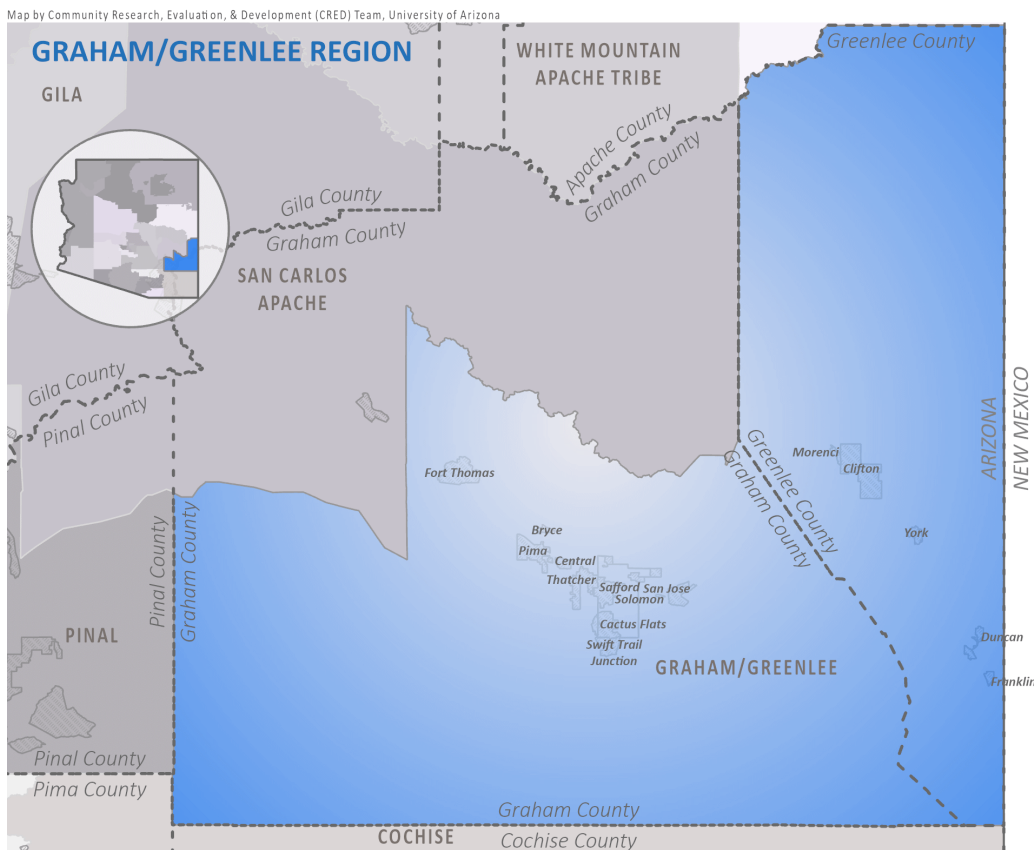 Map by Community Research, Evaluation, & Development (CRED) Team, University of Arizona
GRAHAM/GREENLEE REGION
WHITE MOUNTAIN
APACHE TRIBE
Greenlee County
GILA
Apache County
Graham County
Gila County
Graham County
SAN CARLOS
APACHE
Gila County
Pinal County
ARIZONA
NEW MEXICO
Greenlee County
Graham County
Morenci
Clifton
Fort Thomas
York
Bryce
Pima
Central
Thatcher
Safford
San Jose
Solomon
Cactus Flats
Swift Trail
Junction
Pinal County
Graham County
PINAL
GRAHAM/GREENLEE
Duncan
Franklin
Pinal County
Pima County
Graham County
COCHISE
Cochise County